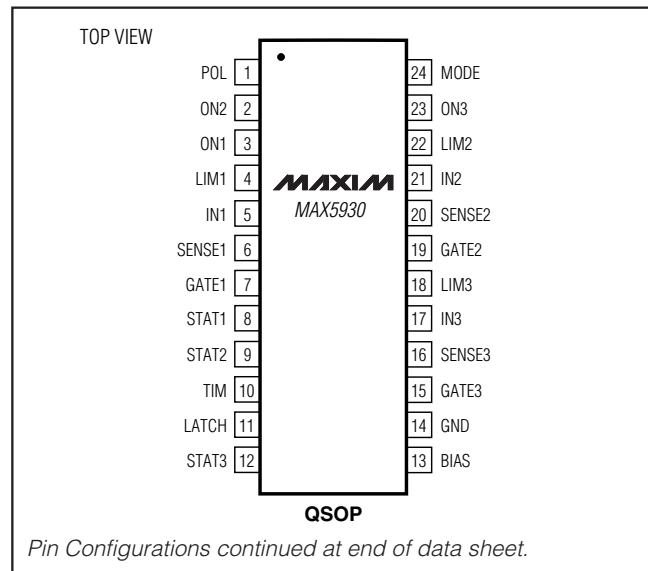 TOP VIEW
POL 1
ON2 2
ON1 3
LIM1 4
IN1 5
SENSE1 6
GATE1 7
STAT1 8
STAT2 9
TIM 10
LATCH 11
STAT3 12
MAXIM
MAX5930
24 MODE
23 ON3
22 LIM2
21 IN2
20 SENSE2
19 GATE2
18 LIM3
17 IN3
16 SENSE3
15 GATE3
14 GND
13 BIAS
QSOP
Pin Configurations continued at end of data sheet.